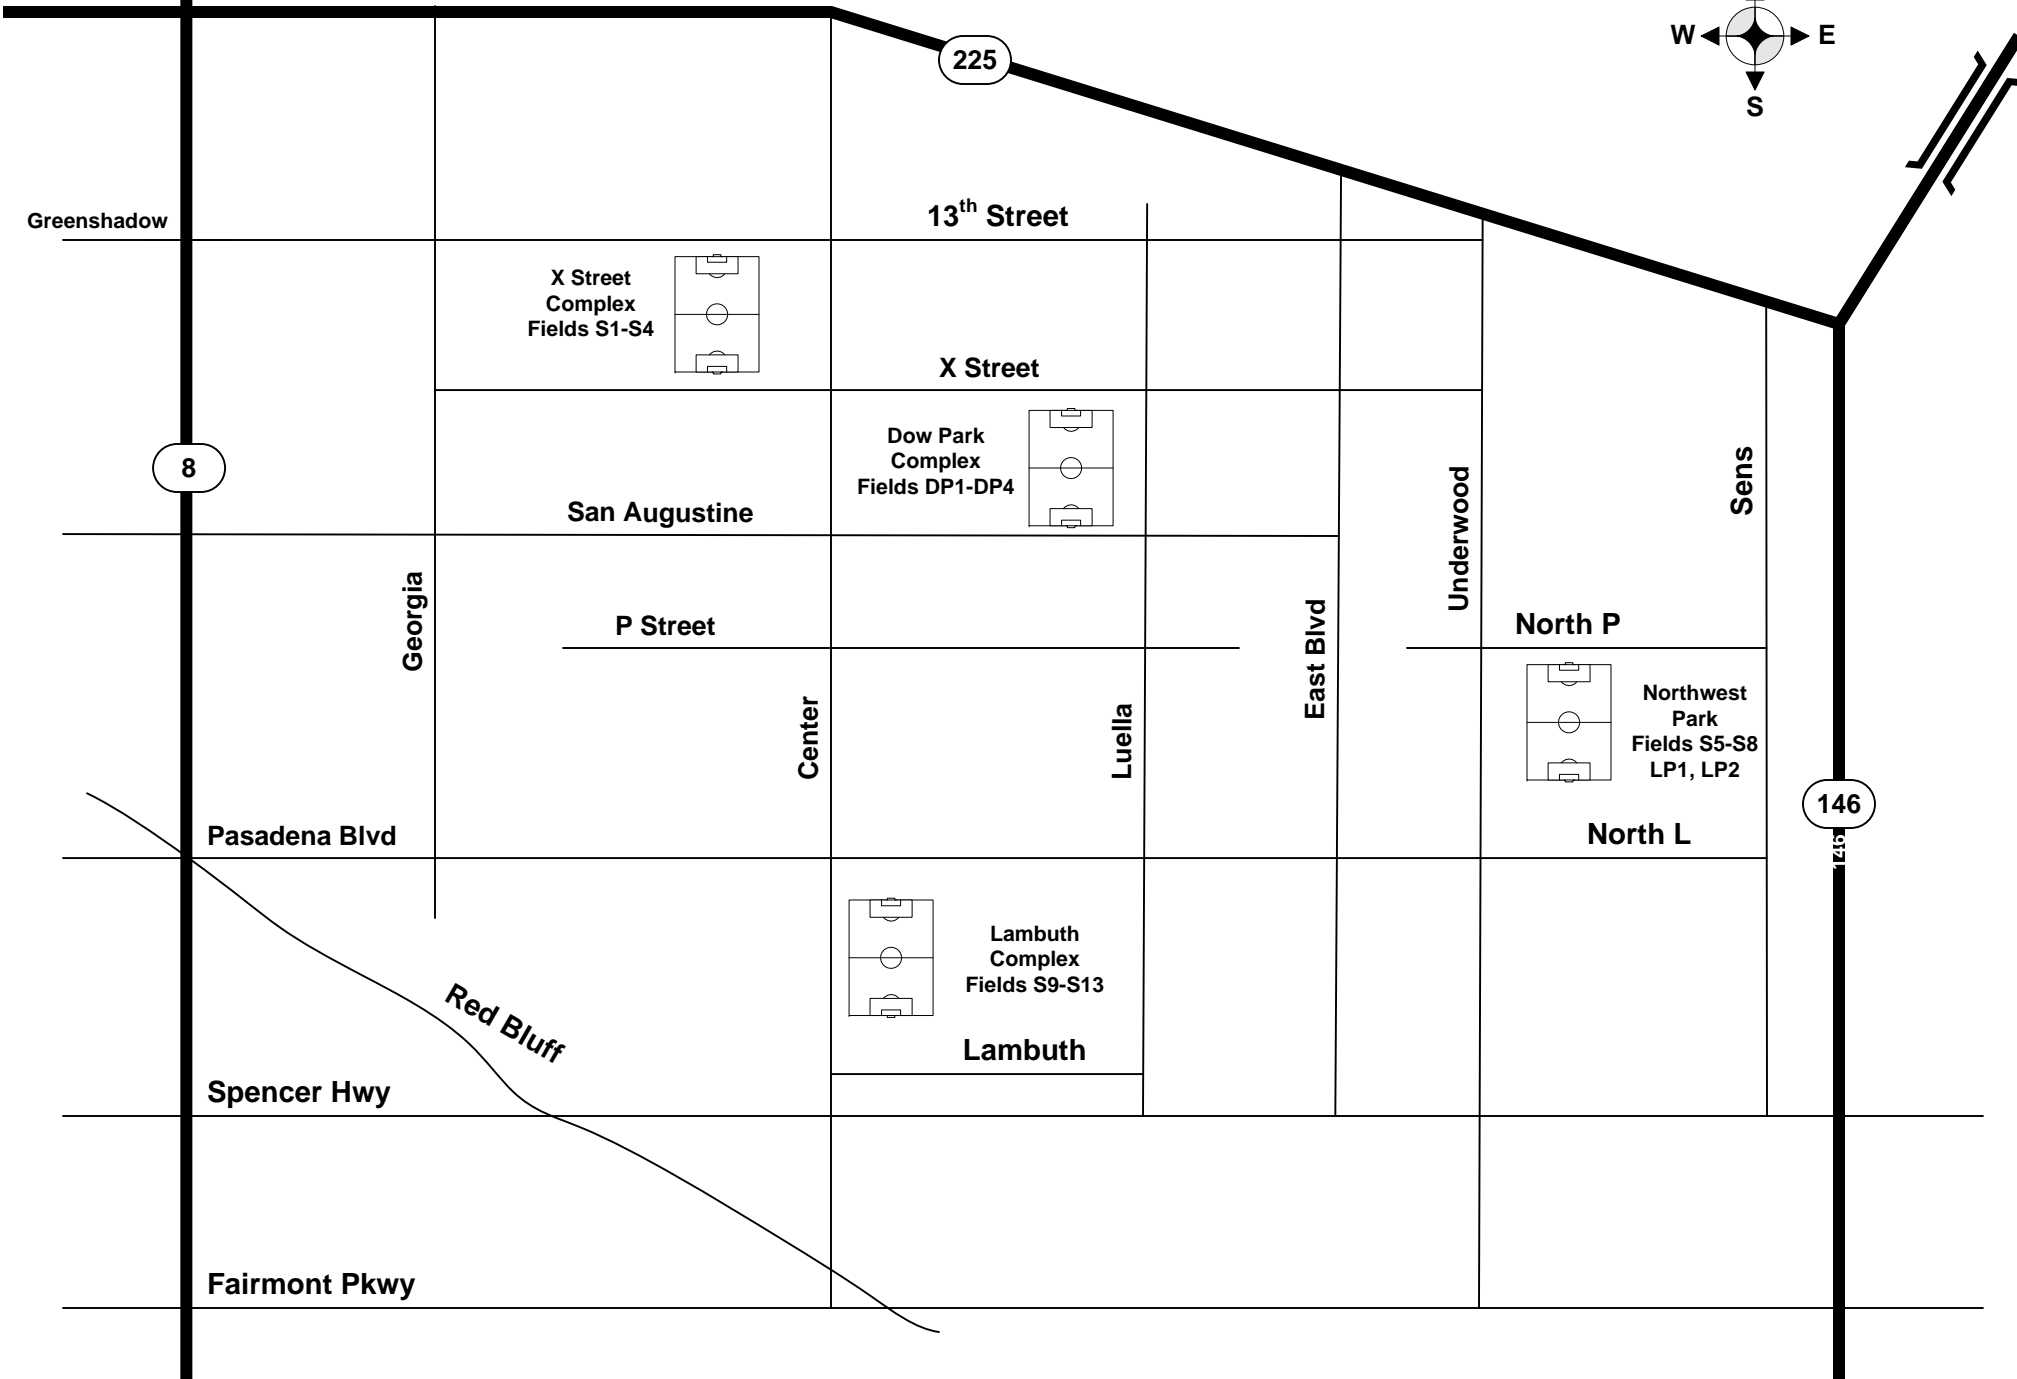 W
E
S
225
Greenshadow
13th Street
X Street
Complex
Fields S1-S4
X Street
Dow Park
Complex
Fields DP1-DP4
8
San Augustine
Underwood
Sens
Georgia
P Street
East Blvd
North P
Center
Luella
Northwest
Park
Fields S5-S8
LP1, LP2
146
146
Pasadena Blvd
North L
Lambuth
Complex
Fields S9-S13
Red Bluff
Lambuth
Spencer Hwy
Fairmont Pkwy